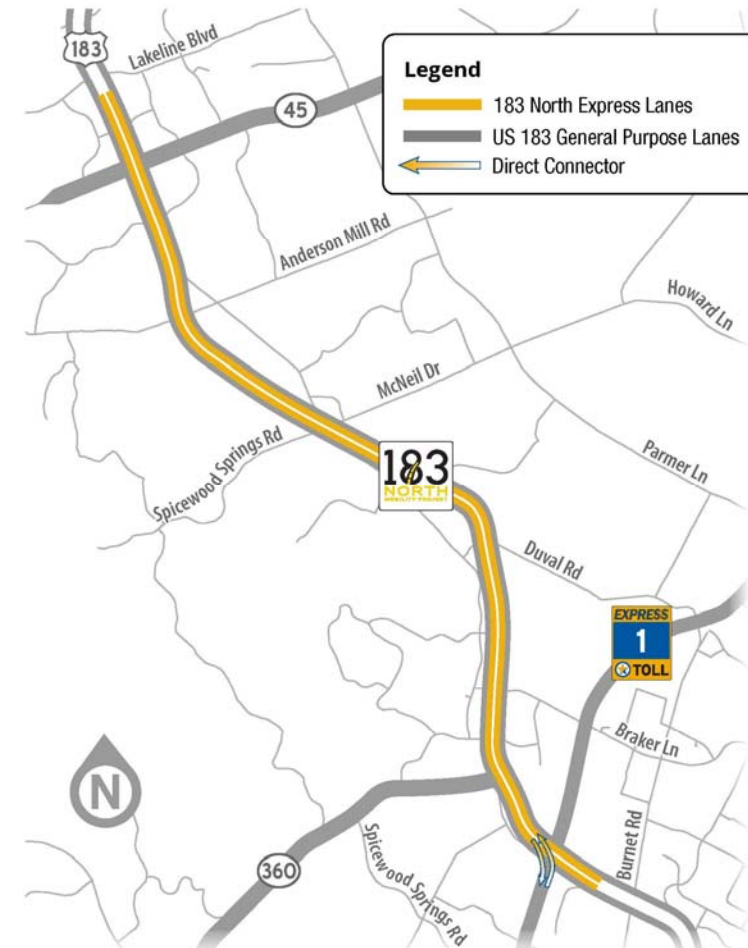 183
Lakeline Blvd
45
Legend
183 North Express Lanes
US 183 General Purpose Lanes
Direct Connector
Anderson Mill Rd
Howard Ln
McNeil Dr
Spicewood Springs Rd
183
NORTH
MOBILITY PROJECT
Parmer Ln
Duval Rd
EXPRESS
1
TOLL
Braker Ln
N
Burnet Rd
Spicewood Springs Rd
360